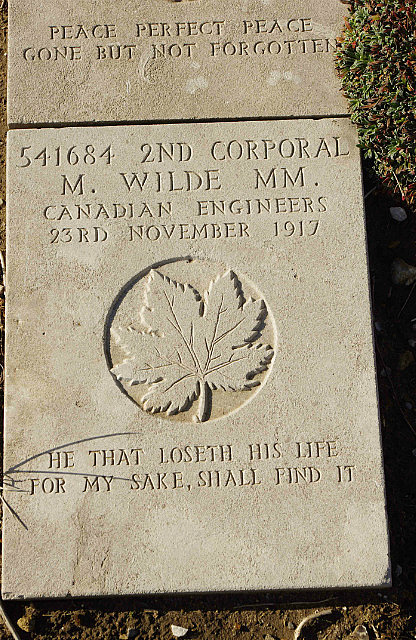 PEACE PERFECT PEACE
GONE BUT NOT FORGOTTEN
541684 2ND CORPORAL
M. WILDE MM.
CANADIAN ENGINEERS
23RD NOVEMBER 1917
HE THAT LOSETH HIS LIFE
FOR MY SAKE, SHALL FIND IT